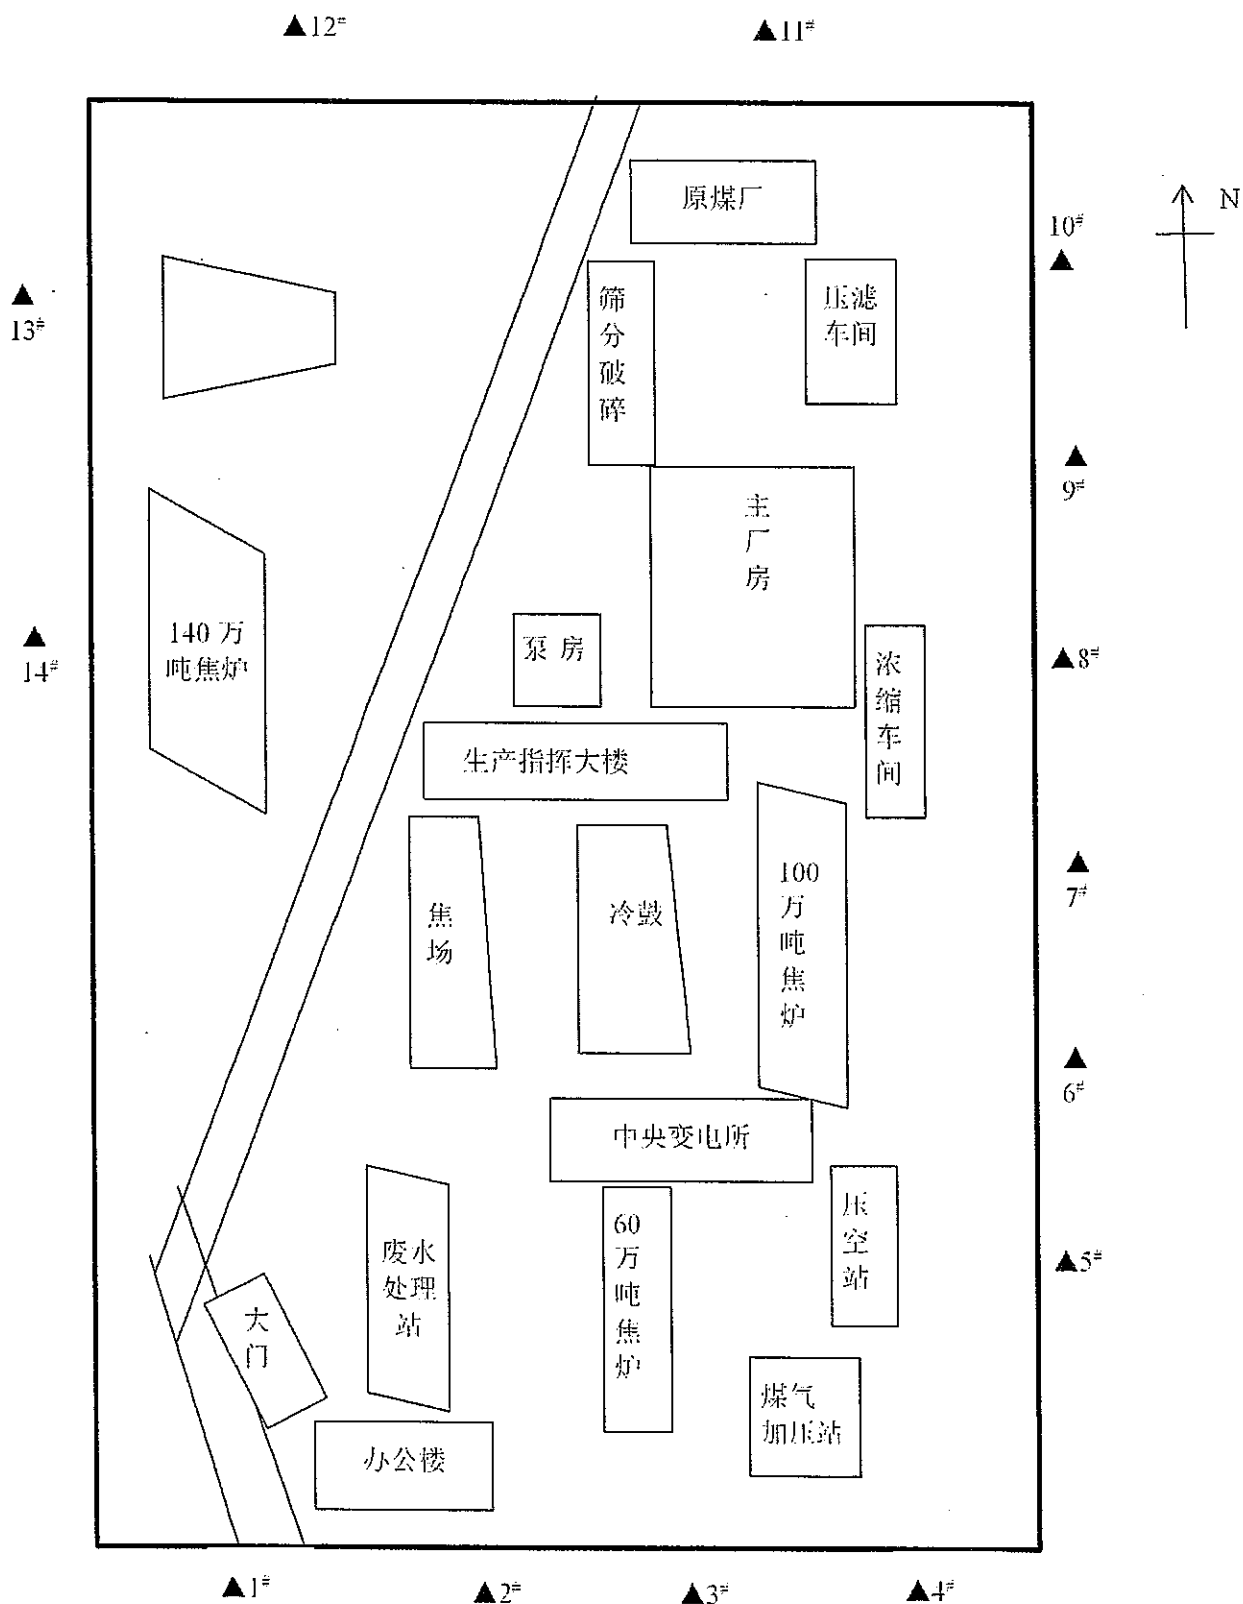 ▲12#
▲11#
原煤厂
N
10#
▲
筛
分
破
碎
压滤
车间
▲
13#
▲
9#
主
厂
房
140 万
吨焦炉
▲
14#
泵 房
浓
缩
车
间
▲8#
生产指挥大楼
焦
场
冷鼓
100
万
吨
焦
炉
▲
7#
▲
6#
中央变电所
废水
处理
站
60
万
吨
焦
炉
压
空
站
▲5#
大
门
煤气
加压站
办公楼
▲1#
▲2#
▲3#
▲4#